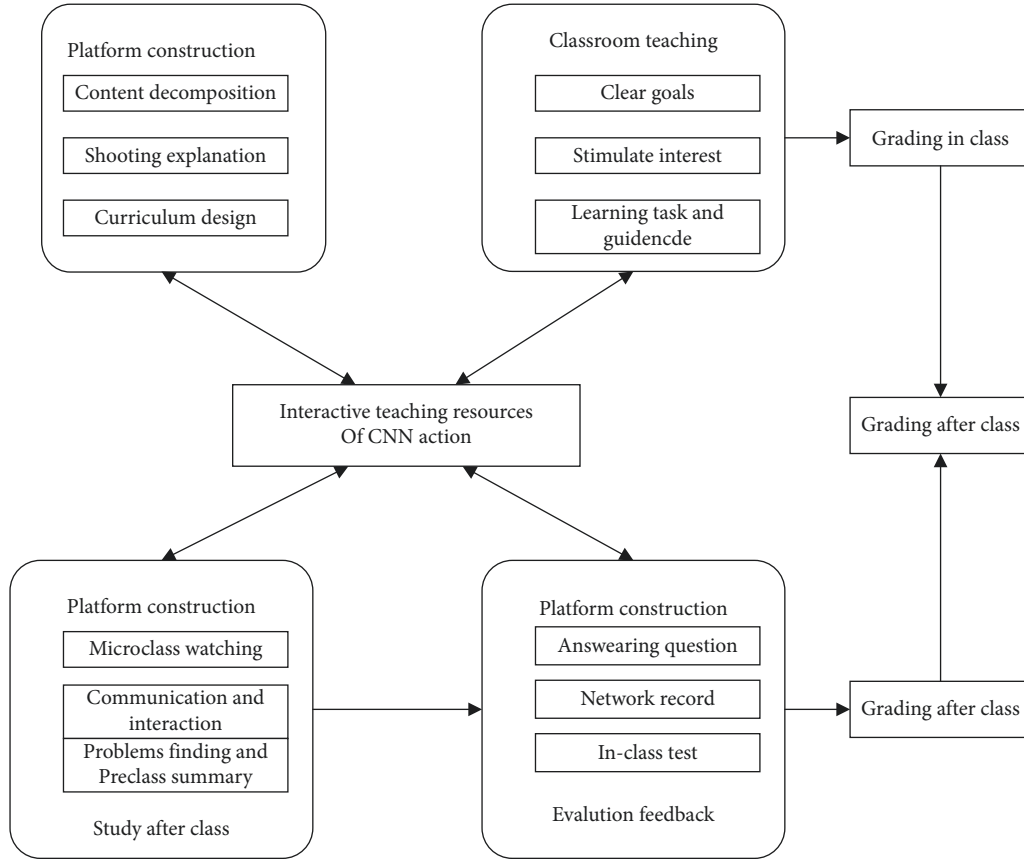 Platform construction
Content decomposition
Shooting explanation
Curriculum design
Classroom teaching
Clear goals
Stimulate interest
Learning task and
guidencde
Grading in class
Interactive teaching resources
Of CNN action
Grading after class
Platform construction
Microclass watching
Communication and
interaction
Problems finding and
Preclass summary
Study after class
Platform construction
Answearing question
Network record
In-class test
Evalution feedback
Grading after class